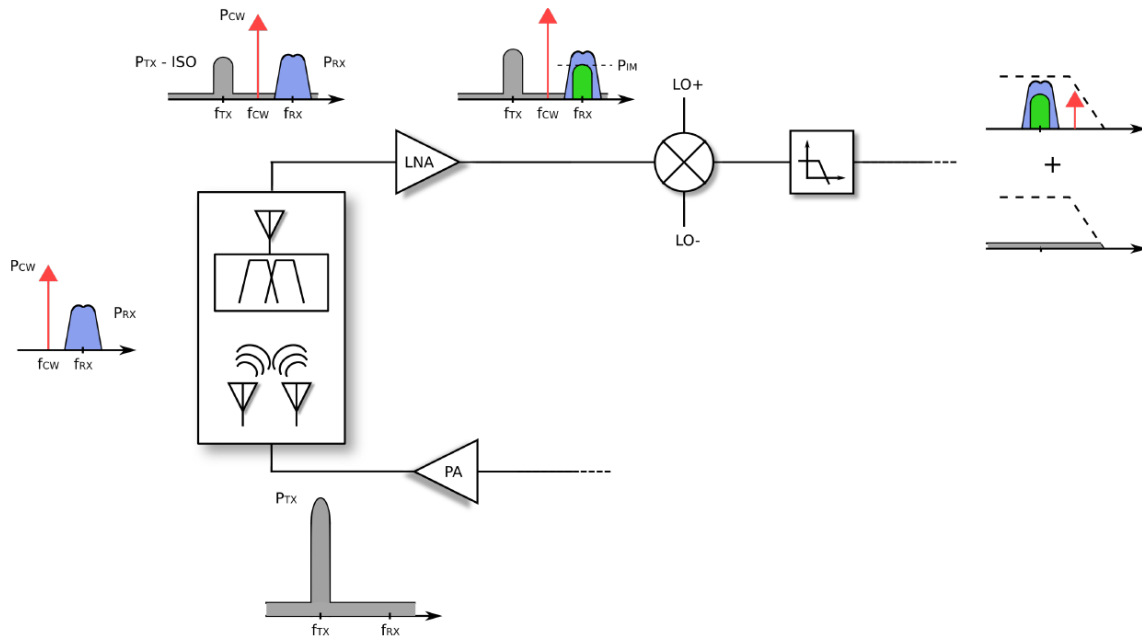 PCW
PTX - ISO
PRX
fTX
fCW
fRX
PIM
fTX
fCW
fRX
LO+
LNA
LO-
+
PCW
PRX
fCW
fRX
PA
PTX
fTX
fRX